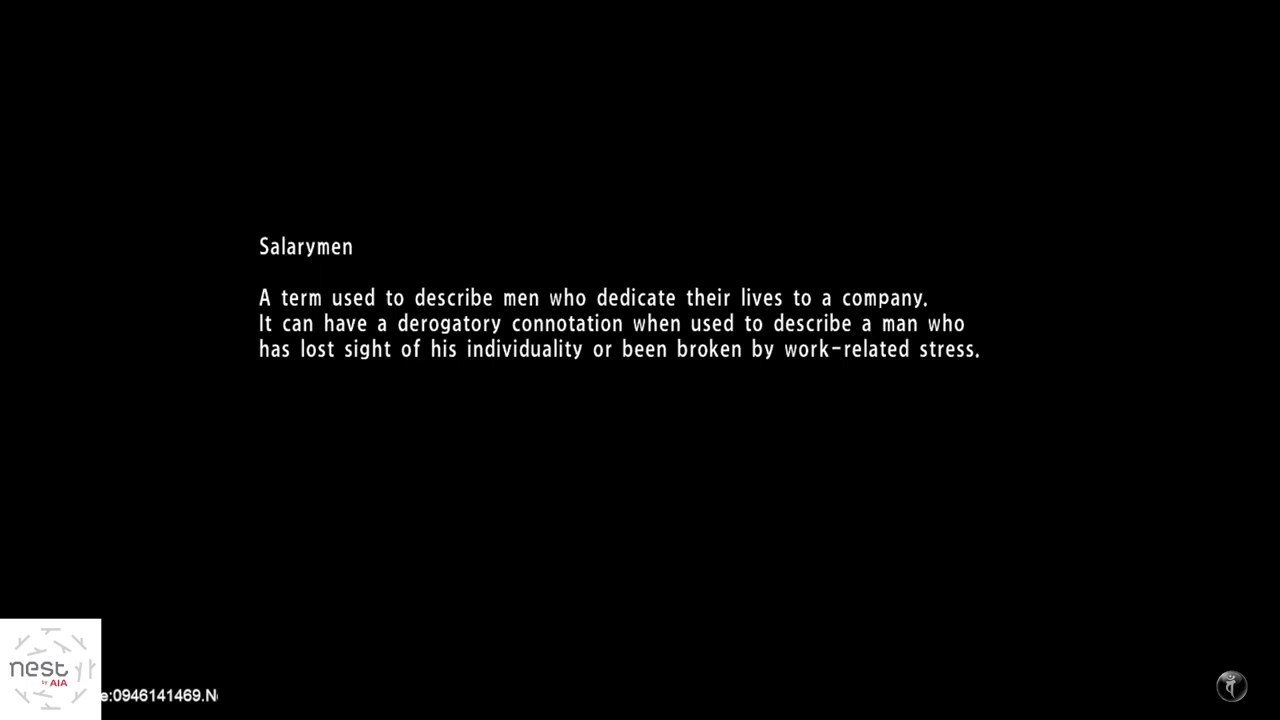 Salarymen
A term used to describe men who dedicate their lives to a company.
It can have a derogatory connotation when used to describe a man who
has lost sight of his individuality or been broken by work-related stress.
nest
by AIA
e:0946141469.N